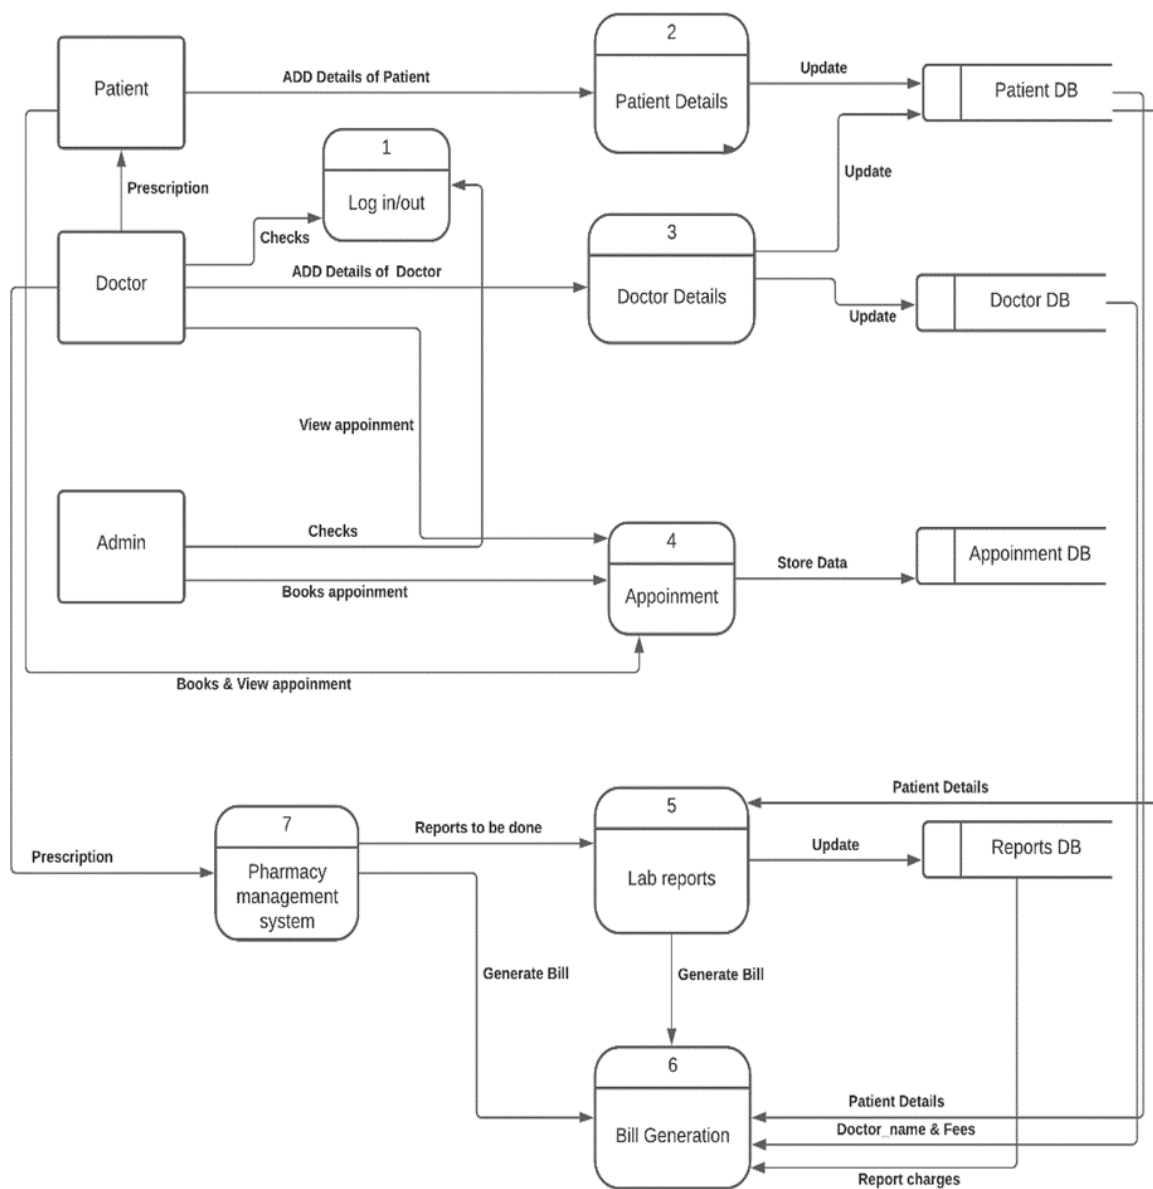 2
Patient
ADD Details of Patient
Patient Details
Update
Patient DB
1
Log in/out
Prescription
Update
Checks
3
Doctor
ADD Details of  Doctor
Doctor Details
Doctor DB
Update
View appoinment
Admin
Checks
4
Appoinment
Books appoinment
Store Data
Appoinment DB
Books & View appoinment
Patient Details
7
Pharmacy
management
system
Reports to be done
5
Lab reports
Update
Reports DB
Prescription
Generate Bill
Generate Bill
6
Bill Generation
Patient Details
Doctor_name & Fees
Report charges